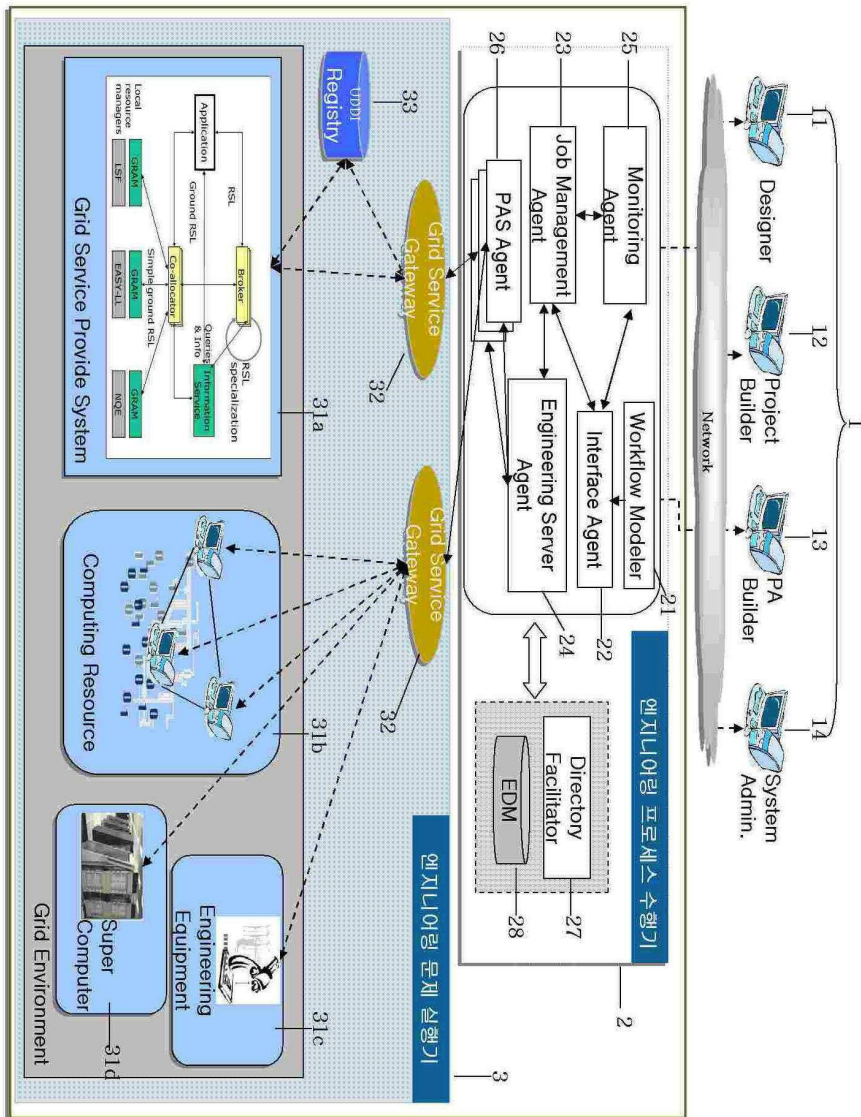 1
11
Designer
12
Project
Builder
13
PA
Builder
14
System
Admin.
Network
엔지니어링 프로세스 수행기
2
25
Monitoring
Agent
23
Job Management
Agent
26
PAS Agent
Workflow Modeler
21
Interface Agent
22
Engineering Server
Agent
24
Directory
Facilitator
27
EDM
28
엔지니어링 문제 실행기
3
33
UDDI
Registry
Grid Service
Gateway
32
Grid Service
Gateway
32
Application
RSL
Broker
RSL
specialization
Ground RSL
Queries
& Info
Information
Service
Co-allocator
Simple ground RSL
Local
resource
managers
GRAM
LSF
GRAM
EASY-LL
GRAM
NQE
31a
Grid Service Provide System
31b
Computing Resource
31c
Engineering
Equipment
31d
Super
Computer
Grid Environment